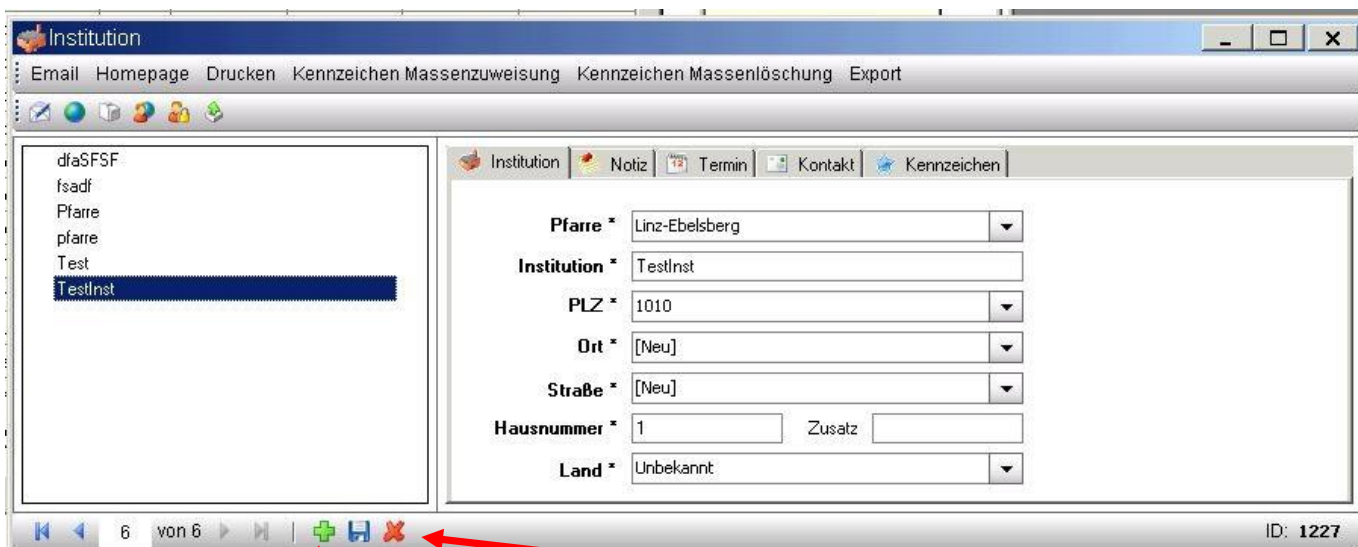 Institution
Email Homepage Drucken Kennzeichen Massenzuweisung Kennzeichen Massenlöschung Export
dfaSFSF
fsadf
Pfarre
pfarre
Test
TestInst
Institution Notiz 12 Termin Kontakt Kennzeichen
Pfarre * Linz-Ebelsberg
Institution * TestInst
PLZ * 1010
Ort * [Neu]
Straße * [Neu]
Hausnummer * 1 Zusatz
Land * Unbekannt
6 von 6 ID: 1227